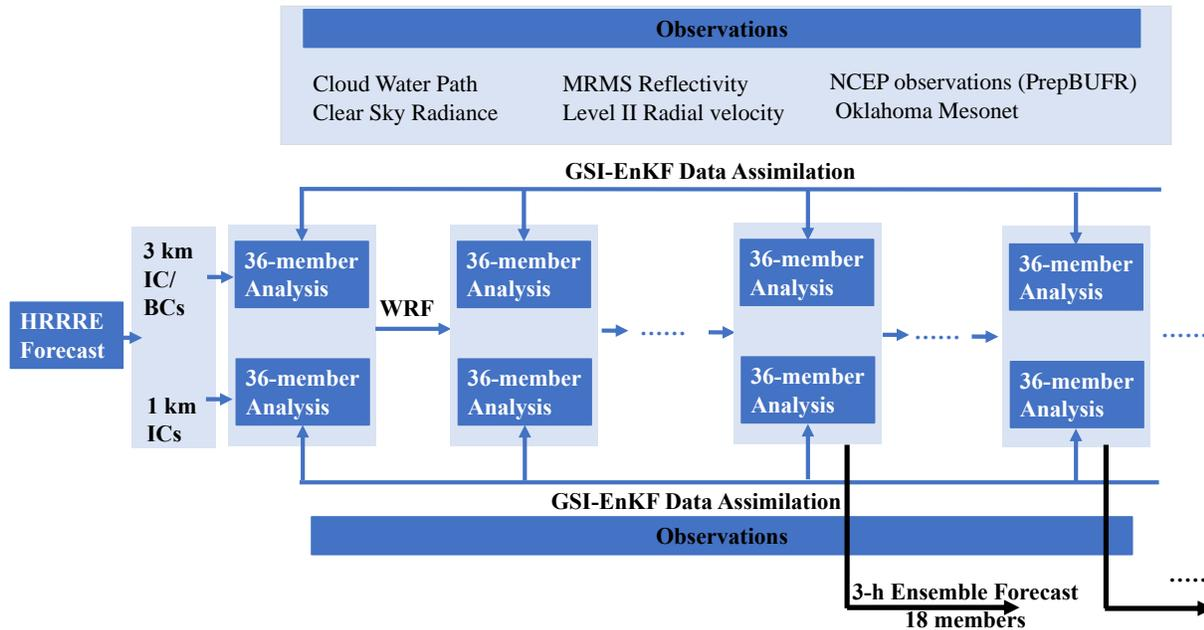 Observations
Cloud Water Path
Clear Sky Radiance
MRMS Reflectivity
Level II Radial velocity
NCEP observations (PrepBUFR)
Oklahoma Mesonet
GSI-EnKF Data Assimilation
HRRRE
Forecast
3 km
IC/
BCs
1 km
ICs
36-member
Analysis
36-member
Analysis
WRF
36-member
Analysis
36-member
Analysis
......
36-member
Analysis
36-member
Analysis
......
36-member
Analysis
36-member
Analysis
......
GSI-EnKF Data Assimilation
Observations
3-h Ensemble Forecast
18 members
......